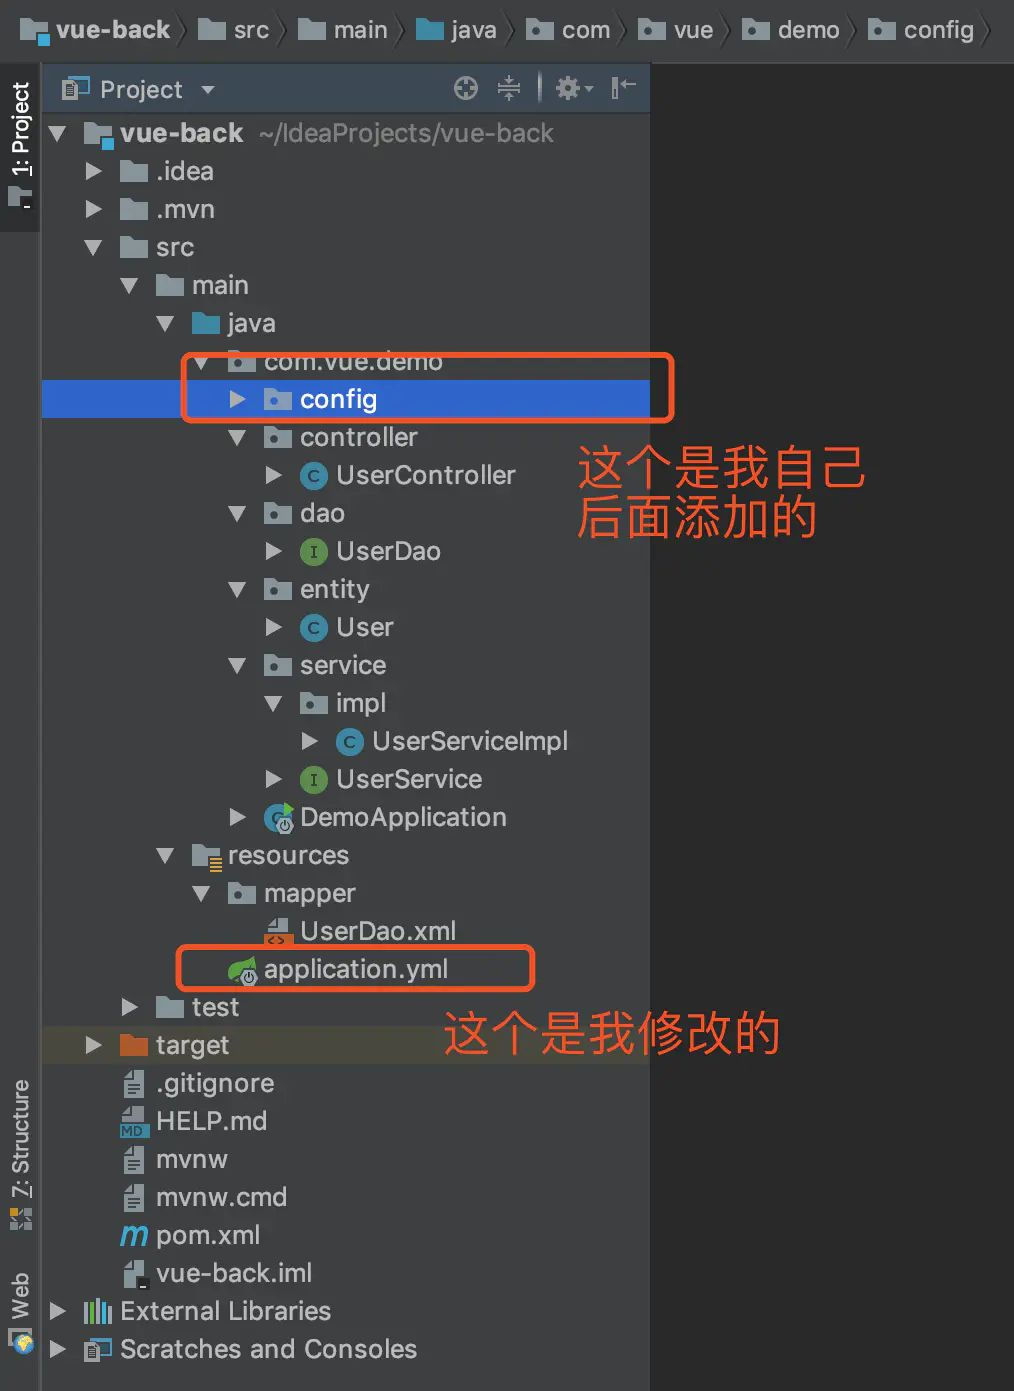 vue-back src main java com vue demo config
Project
1: Project
vue-back ~/IdeaProjects/vue-back
.idea
.mvn
src
main
java
com.vue.demo
config
controller
UserController
这个是我自己
后面添加的
dao
UserDao
entity
User
service
impl
UserServiceImpl
UserService
DemoApplication
resources
mapper
UserDao.xml
application.yml
test
这个是我修改的
target
.gitignore
HELP.md
mvnw
mvnw.cmd
pom.xml
vue-back.iml
External Libraries
Scratches and Consoles
7: Structure
Web